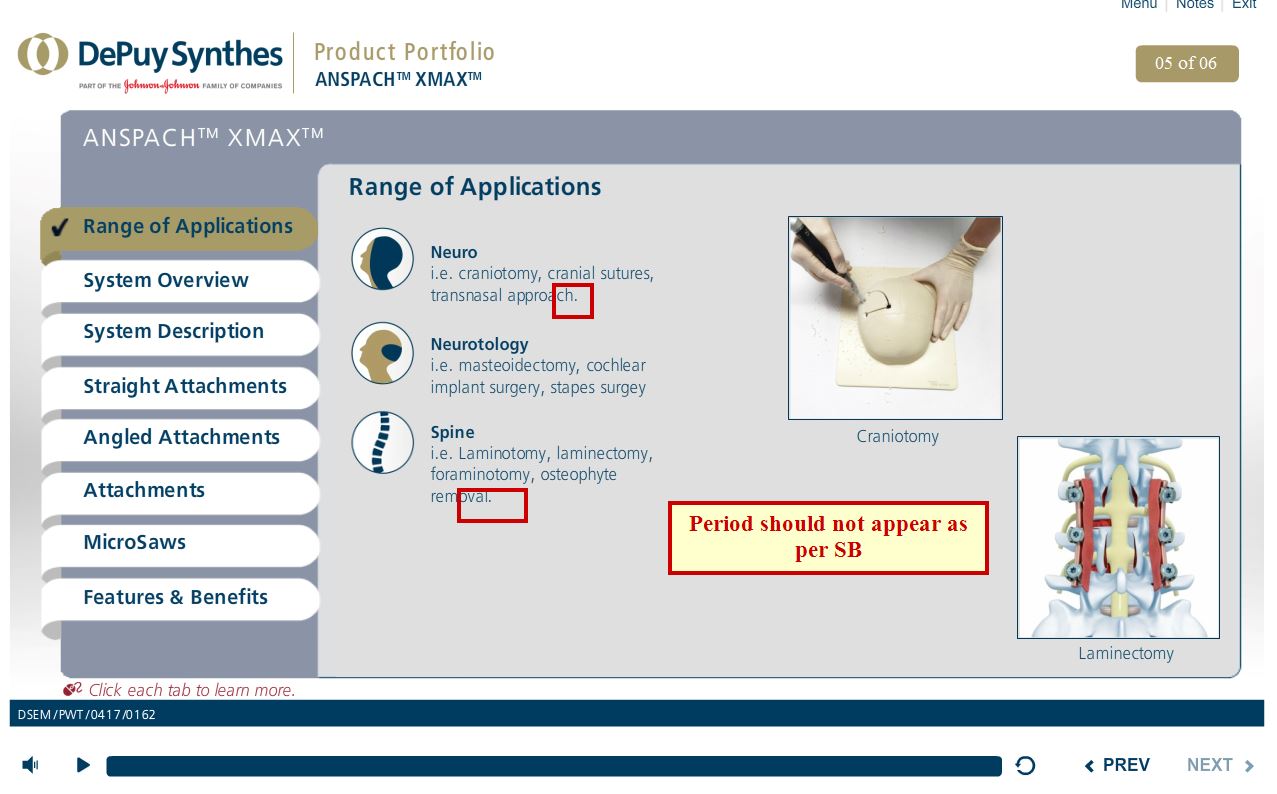 Menu | Notes | Exit
DePuy Synthes
PART OF THE Johnson & Johnson FAMILY OF COMPANIES
Product Portfolio
ANSPACH™ XMAX™
05 of 06
ANSPACH™ XMAX™
Range of Applications
System Overview
System Description
Straight Attachments
Angled Attachments
Attachments
MicroSaws
Features & Benefits
Range of Applications
Neuro
i.e. craniotomy, cranial sutures,
transnasal approach.
Neurotology
i.e. masteoidectomy, cochlear
implant surgery, stapes surgey
Spine
i.e. Laminotomy, laminectomy,
foraminotomy, osteophyte
removal.
Craniotomy
Period should not appear as
per SB
Laminectomy
Click each tab to learn more.
DSEM/PWT/0417/0162
PREV
NEXT